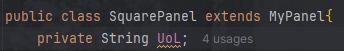 public class SquarePanel extends MyPanel{
private String UoL; 4 usages